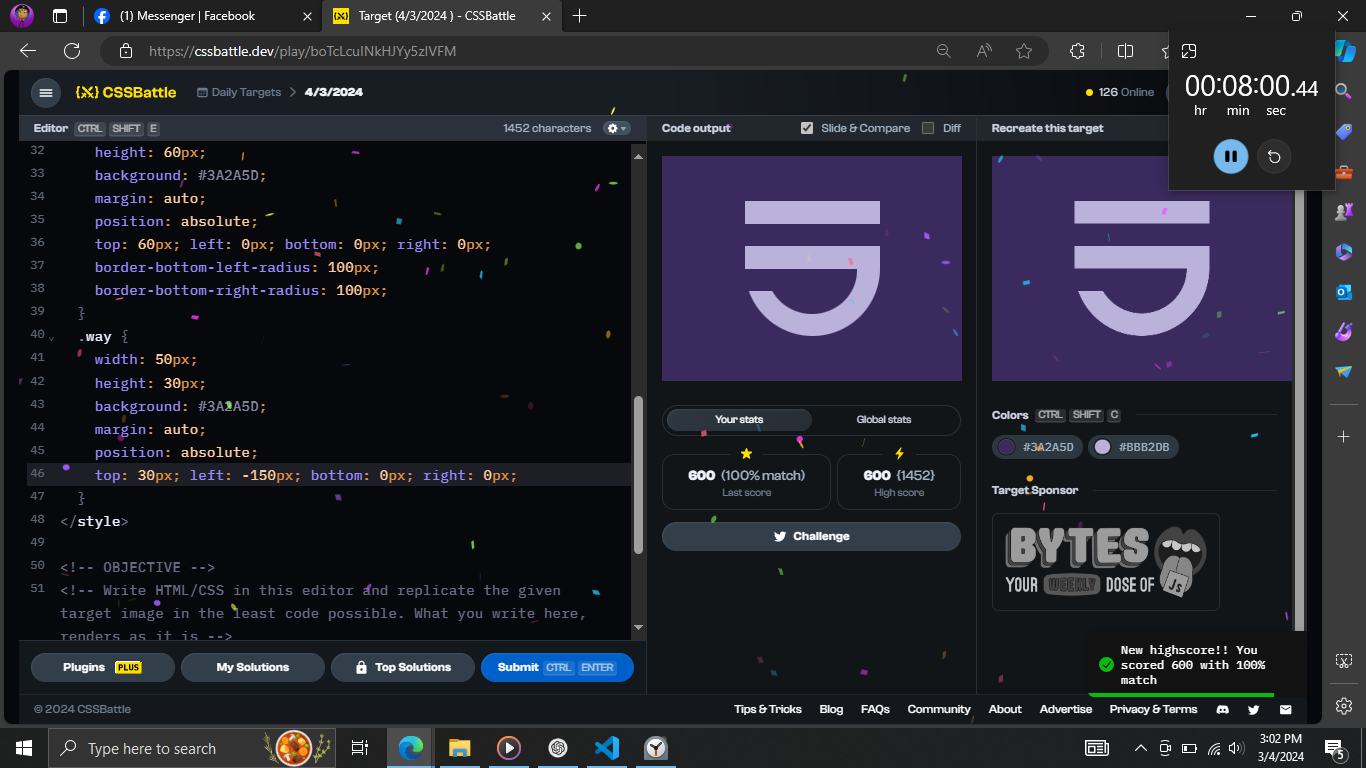 (1) Messenger | Facebook
Target (4/3/2024 ) - CSSBattle
https://cssbattle.dev/play/boTcLcuINkHJYy5zlVFM
00:08:00.44
hr min sec
{X} CSSBattle
Daily Targets > 4/3/2024
126 Online
Editor CTRL SHIFT E
1452 characters
Code output
Slide & Compare
Diff
Recreate this target
32 height: 60px;
33 background: #3A2A5D;
34 margin: auto;
35 position: absolute;
36 top: 60px; left: 0px; bottom: 0px; right: 0px;
37 border-bottom-left-radius: 100px;
38 border-bottom-right-radius: 100px;
39 }
40 .way {
41 width: 50px;
42 height: 30px;
43 background: #3A2A5D;
44 margin: auto;
45 position: absolute;
46 top: 30px; left: -150px; bottom: 0px; right: 0px;
47 }
48 </style>
49
50 <!-- OBJECTIVE -->
51 <!-- Write HTML/CSS in this editor and replicate the given
target image in the least code possible. What you write here,
renders as it is -->
Your stats
Global stats
600 (100% match)
Last score
600 {1452}
High score
Challenge
Colors CTRL SHIFT C
#3A2A5D
#BBB2DB
Target Sponsor
BYTES
YOUR WEEKLY DOSE OF JS
New highscore!! You
scored 600 with 100%
match
Plugins PLUS
My Solutions
Top Solutions
Submit CTRL ENTER
© 2024 CSSBattle
Tips & Tricks
Blog
FAQs
Community
About
Advertise
Privacy & Terms
Type here to search
3:02 PM
3/4/2024
5